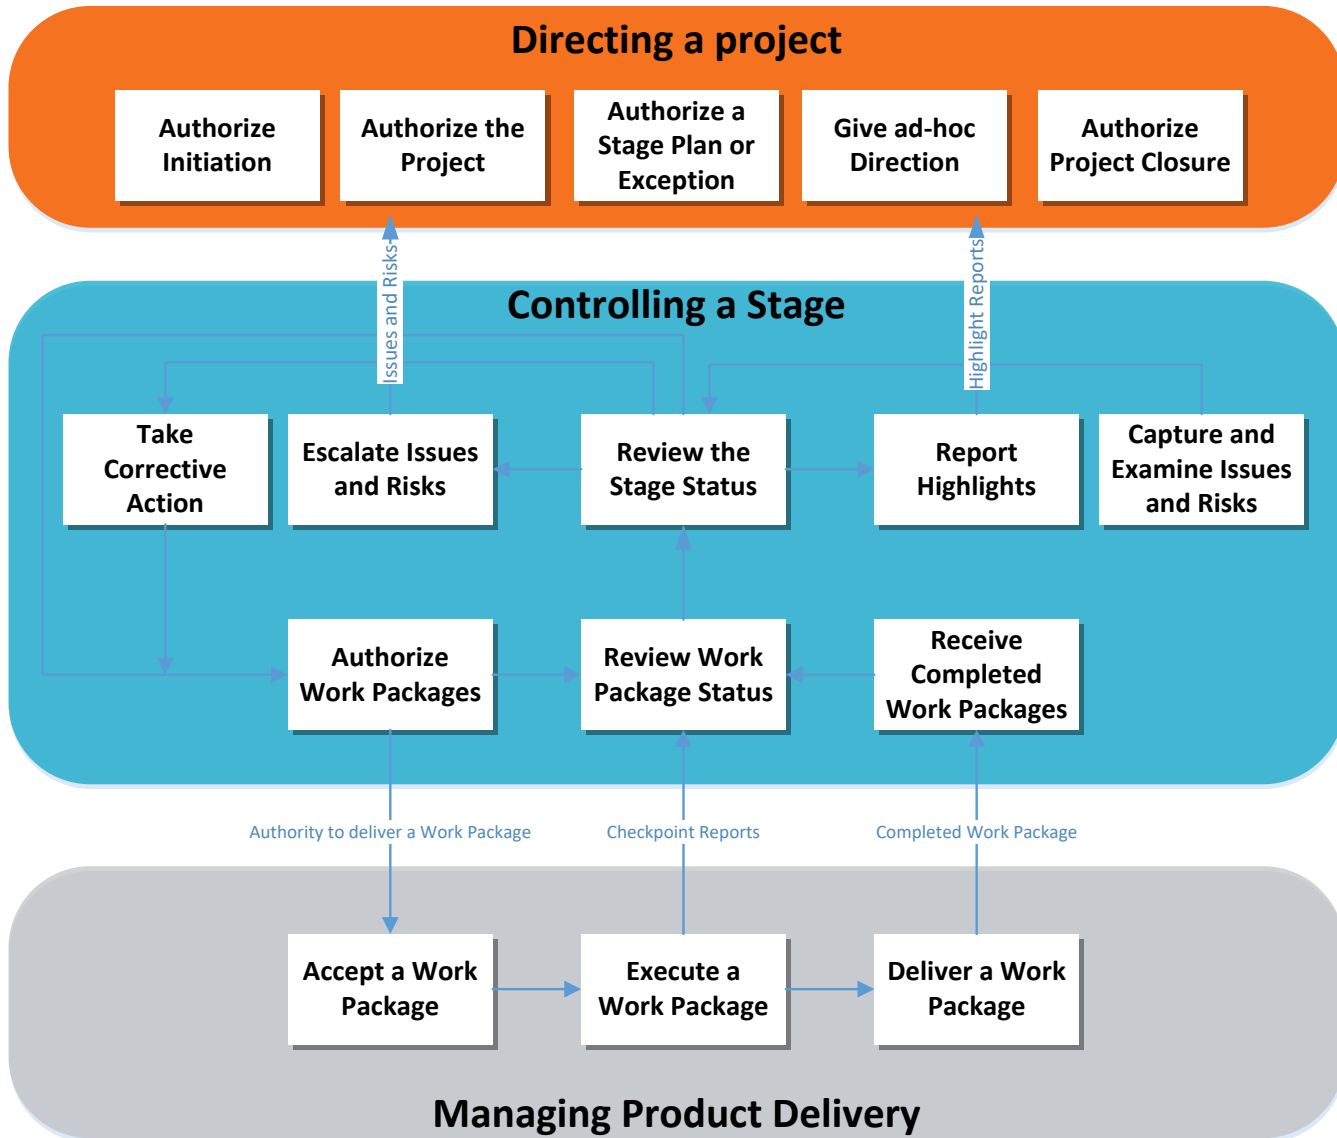 Directing a project
Authorize
Initiation
Authorize the
Project
Authorize a
Stage Plan or
Exception
Give ad-hoc
Direction
Authorize
Project Closure
Issues and Risks
Highlight Reports
Controlling a Stage
Take
Corrective
Action
Escalate Issues
and Risks
Review the
Stage Status
Report
Highlights
Capture and
Examine Issues
and Risks
Authorize
Work Packages
Review Work
Package Status
Receive
Completed
Work Packages
Authority to deliver a Work Package
Checkpoint Reports
Completed Work Package
Accept a Work
Package
Execute a
Work Package
Deliver a Work
Package
Managing Product Delivery